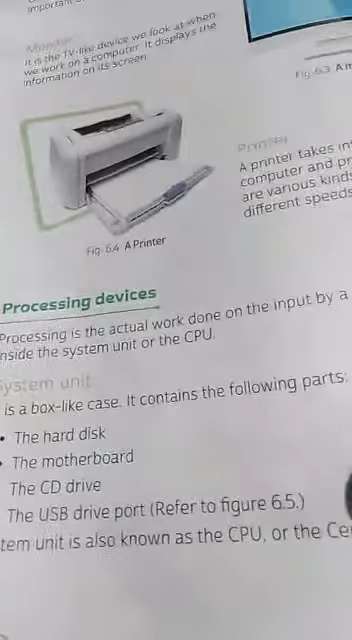 important
Monitor
It is the TV-like device we look at when
we work on a computer. It displays the
information on its screen.
Fig. 6.3 A m
Printer
A printer takes in
computer and pr
are various kind
different speeds
Fig. 6.4 A Printer
Processing devices
Processing is the actual work done on the input by a
nside the system unit or the CPU.
System unit
is a box-like case. It contains the following parts:
• The hard disk
• The motherboard
The CD drive
The USB drive port (Refer to figure 6.5.)
tem unit is also known as the CPU, or the Ce